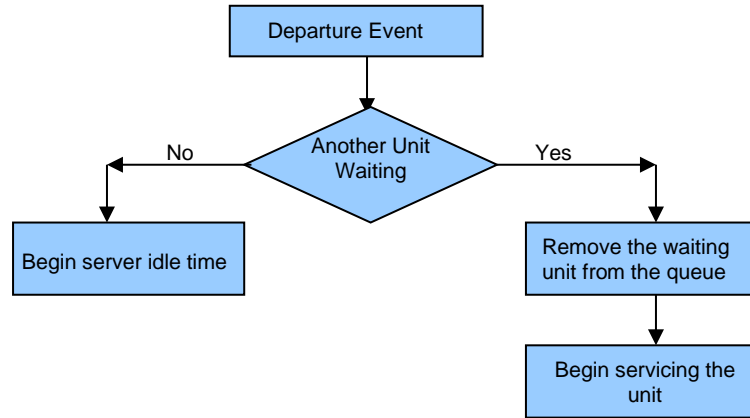 Departure Event
Another Unit
Waiting
No
Yes
Begin server idle time
Remove the waiting
unit from the queue
Begin servicing the
unit